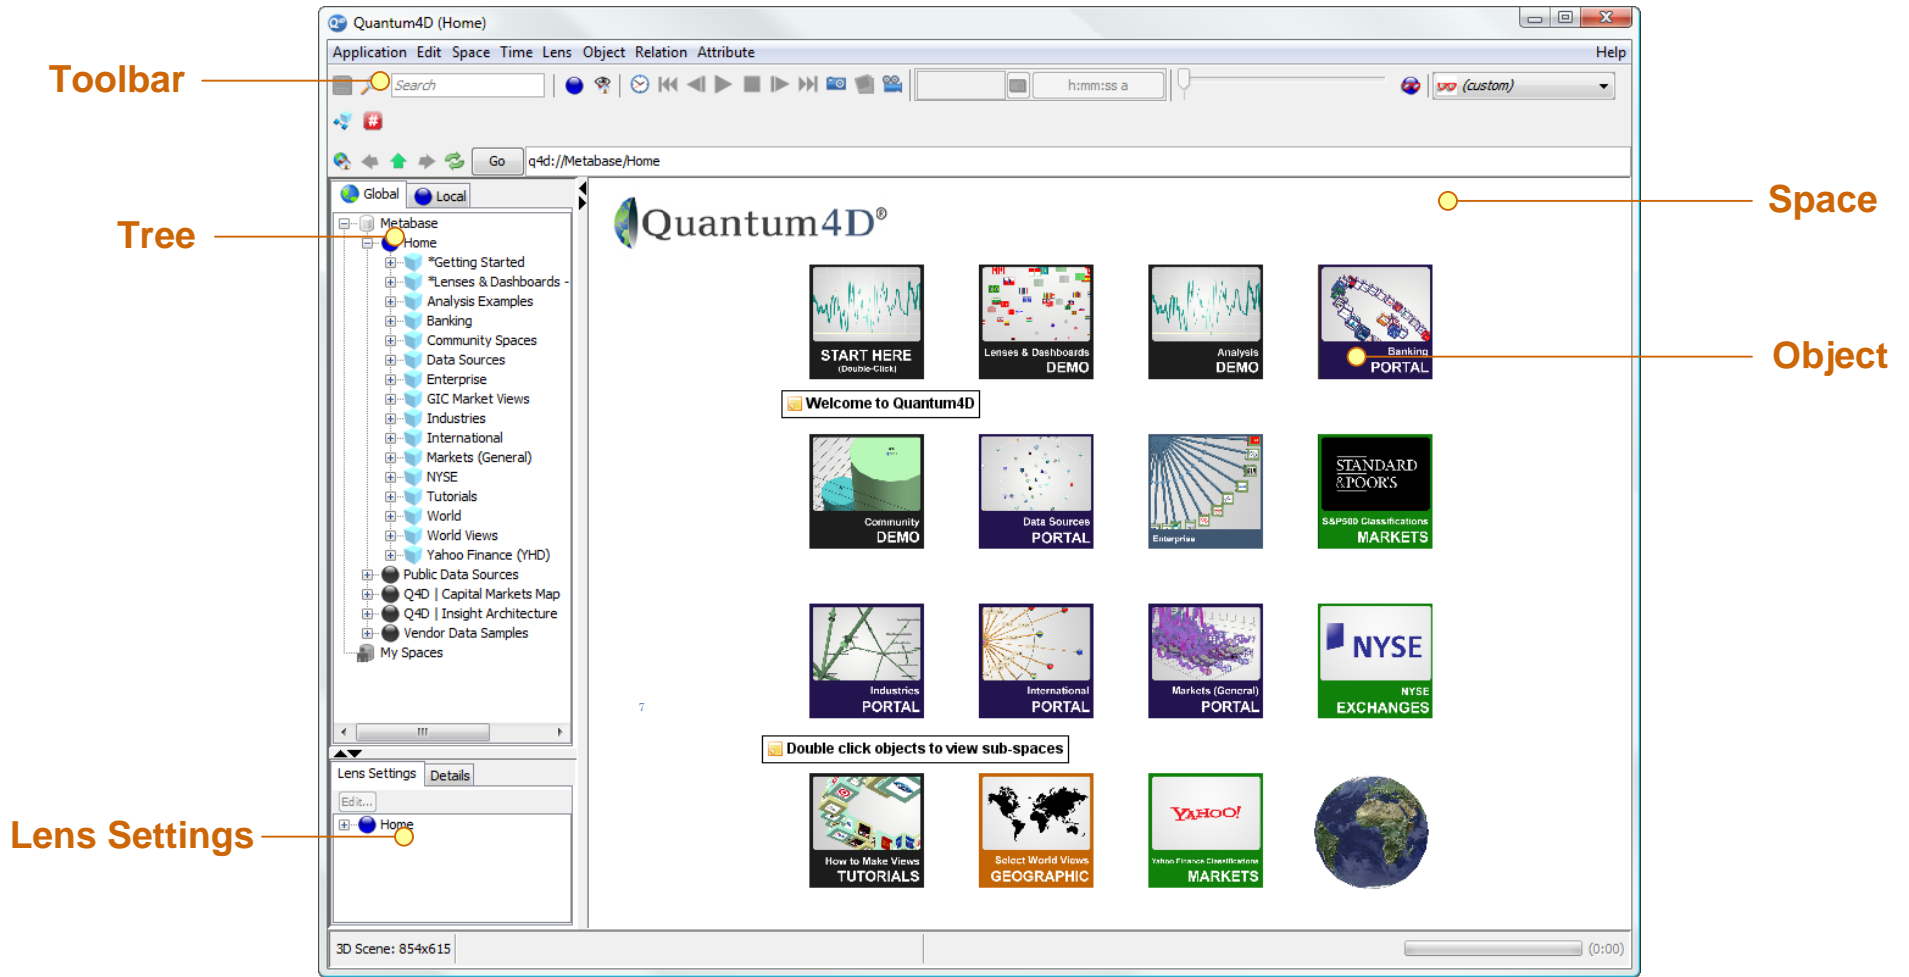 Quantum4D (Home)
Application Edit Space Time Lens Object Relation Attribute Help
Toolbar
Search
h:mm:ss a
(custom)
#
Go
q4d://Metabase/Home
Global
Local
Tree
Metabase
Home
*Getting Started
*Lenses & Dashboards -
Analysis Examples
Banking
Community Spaces
Data Sources
Enterprise
GIC Market Views
Industries
International
Markets (General)
NYSE
Tutorials
World
World Views
Yahoo Finance (YHD)
Public Data Sources
Q4D | Capital Markets Map
Q4D | Insight Architecture
Vendor Data Samples
My Spaces
Lens Settings
Details
Edit...
Home
Lens Settings
Space
Object
Quantum4D®
START HERE
(Double-Click)
Lenses & Dashboards
DEMO
Analysis
DEMO
Banking
PORTAL
Welcome to Quantum4D
Community
DEMO
Data Sources
PORTAL
Enterprise
STANDARD
&POOR'S
S&P500 Classifications
MARKETS
Industries
PORTAL
International
PORTAL
Markets (General)
PORTAL
NYSE
NYSE
EXCHANGES
7
Double click objects to view sub-spaces
How to Make Views
TUTORIALS
Select World Views
GEOGRAPHIC
YAHOO!
Yahoo Finance Classifications
MARKETS
3D Scene: 854x615
(0:00)